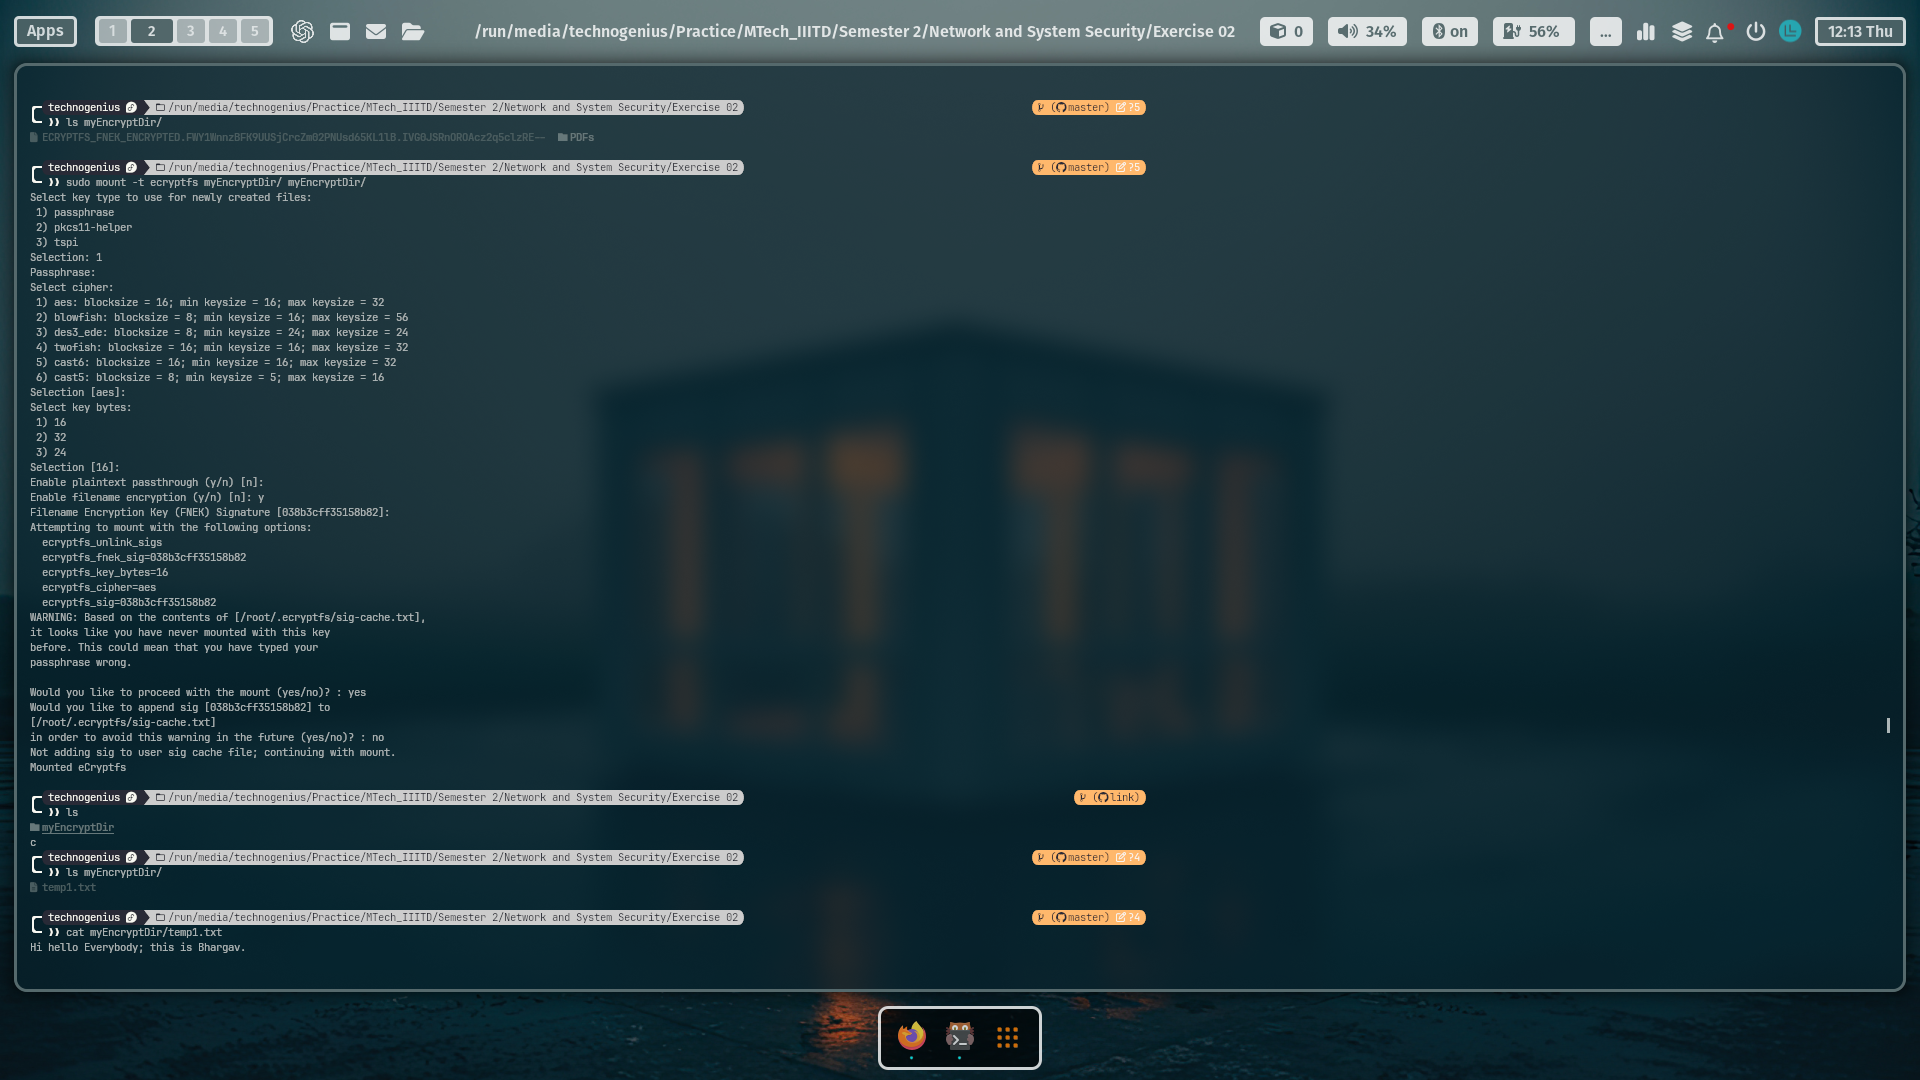 Apps 1 2 3 4 5 /run/media/technogenius/Practice/MTech_IIITD/Semester 2/Network and System Security/Exercise 02 0 34% on 56% ... 12:13 Thu
technogenius /run/media/technogenius/Practice/MTech_IIITD/Semester 2/Network and System Security/Exercise 02 (master) ?5
❱❱ ls myEncryptDir/
ECRYPTFS_FNEK_ENCRYPTED.FWY1WnnzBFK9UUSjCrcZm02PNUsd65KL1lB.IVG0JSRnOROAcz2q5clzRE-- PDFs
technogenius /run/media/technogenius/Practice/MTech_IIITD/Semester 2/Network and System Security/Exercise 02 (master) ?5
❱❱ sudo mount -t ecryptfs myEncryptDir/ myEncryptDir/
Select key type to use for newly created files:
1) passphrase
2) pkcs11-helper
3) tspi
Selection: 1
Passphrase:
Select cipher:
1) aes: blocksize = 16; min keysize = 16; max keysize = 32
2) blowfish: blocksize = 8; min keysize = 16; max keysize = 56
3) des3_ede: blocksize = 8; min keysize = 24; max keysize = 24
4) twofish: blocksize = 16; min keysize = 16; max keysize = 32
5) cast6: blocksize = 16; min keysize = 16; max keysize = 32
6) cast5: blocksize = 8; min keysize = 5; max keysize = 16
Selection [aes]:
Select key bytes:
1) 16
2) 32
3) 24
Selection [16]:
Enable plaintext passthrough (y/n) [n]:
Enable filename encryption (y/n) [n]: y
Filename Encryption Key (FNEK) Signature [038b3cff35158b82]:
Attempting to mount with the following options:
ecryptfs_unlink_sigs
ecryptfs_fnek_sig=038b3cff35158b82
ecryptfs_key_bytes=16
ecryptfs_cipher=aes
ecryptfs_sig=038b3cff35158b82
WARNING: Based on the contents of [/root/.ecryptfs/sig-cache.txt],
it looks like you have never mounted with this key
before. This could mean that you have typed your
passphrase wrong.
Would you like to proceed with the mount (yes/no)? : yes
Would you like to append sig [038b3cff35158b82] to
[/root/.ecryptfs/sig-cache.txt]
in order to avoid this warning in the future (yes/no)? : no
Not adding sig to user sig cache file; continuing with mount.
Mounted eCryptfs
technogenius /run/media/technogenius/Practice/MTech_IIITD/Semester 2/Network and System Security/Exercise 02 (link)
❱❱ ls
myEncryptDir
c
technogenius /run/media/technogenius/Practice/MTech_IIITD/Semester 2/Network and System Security/Exercise 02 (master) ?4
❱❱ ls myEncryptDir/
temp1.txt
technogenius /run/media/technogenius/Practice/MTech_IIITD/Semester 2/Network and System Security/Exercise 02 (master) ?4
❱❱ cat myEncryptDir/temp1.txt
Hi hello Everybody; this is Bhargav.